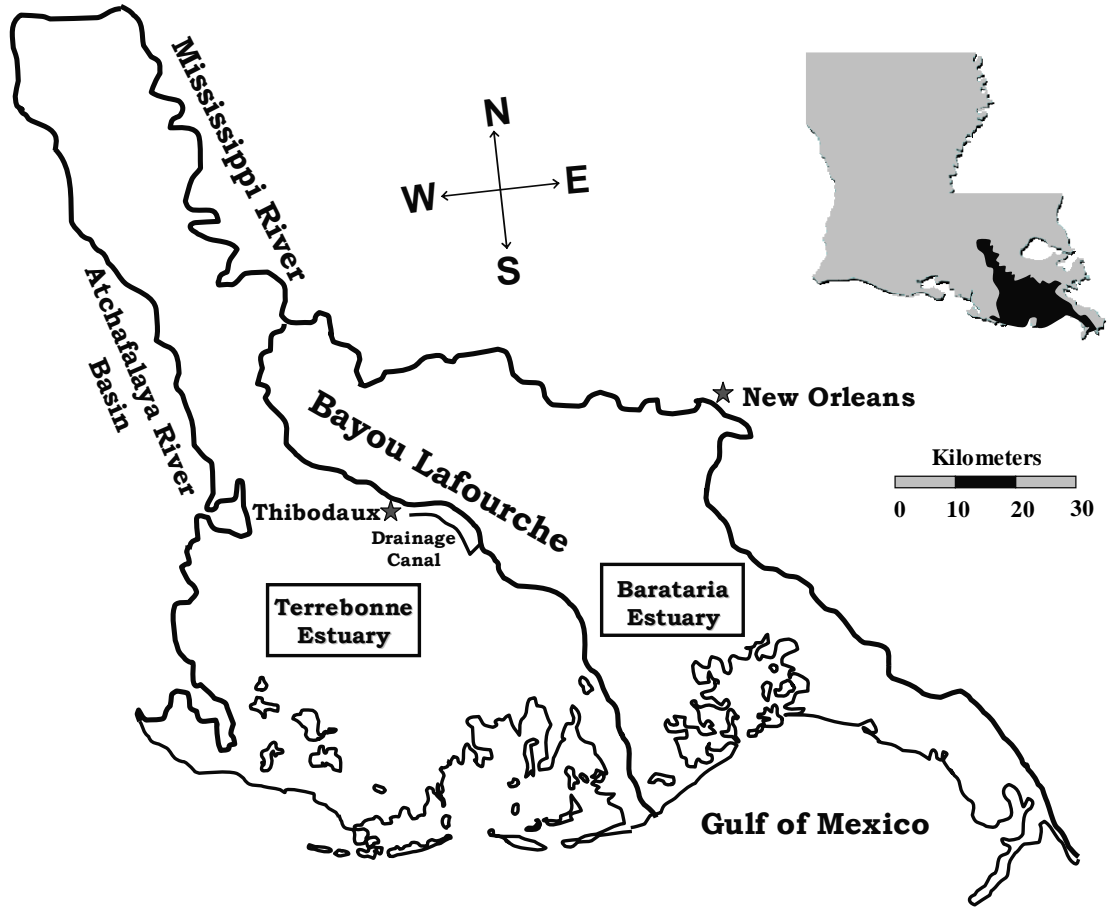 Mississippi River
N
W
E
S
Atchafalaya River
Basin
Bayou Lafourche
New Orleans
Kilometers
0 10 20 30
Thibodaux
Drainage
Canal
Terrebonne
Estuary
Barataria
Estuary
Gulf of Mexico